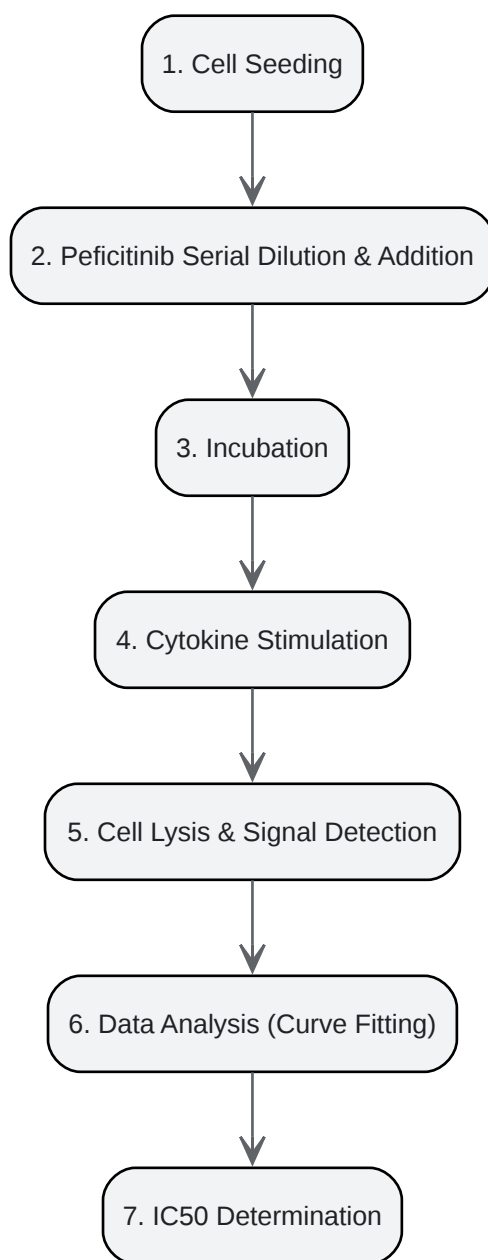 1. Cell Seeding
2. Peficitinib Serial Dilution & Addition
3. Incubation
4. Cytokine Stimulation
5. Cell Lysis & Signal Detection
6. Data Analysis (Curve Fitting)
7. IC50 Determination